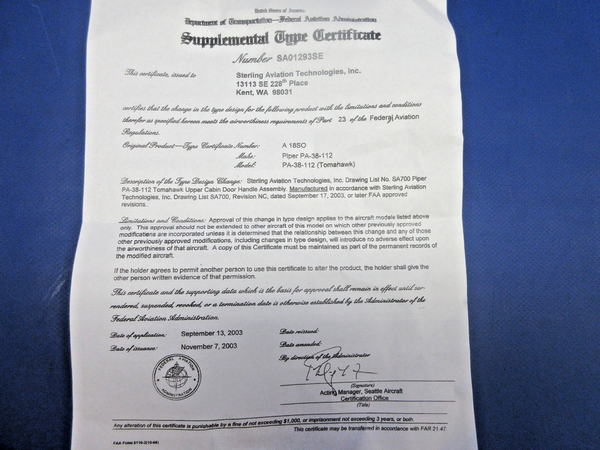 United States of America
Department of Transportation—Federal Aviation Administration
Supplemental Type Certificate
Number SA01293SE
This certificate, issued to Sterling Aviation Technologies, Inc.
13113 SE 228th Place
Kent, WA 98031
certifies that the change in the type design for the following product with the limitations and conditions
therefor as specified hereon meets the airworthiness requirements of Part 23 of the Federal Aviation
Regulations.
Original Product—Type Certificate Number: A 18SO
Make: Piper PA-38-112
Model: PA-38-112 (Tomahawk)
Description of the Type Design Change: Sterling Aviation Technologies, Inc. Drawing List No. SA700 Piper
PA-38-112 Tomahawk Upper Cabin Door Handle Assembly. Manufactured in accordance with Sterling Aviation
Technologies, Inc. Drawing List SA700, Revision NC, dated September 17, 2003, or later FAA approved
revisions.
Limitations and Conditions: Approval of this change in type design applies to the aircraft models listed above
only. This approval should not be extended to other aircraft of this model on which other previously approved
modifications are incorporated unless it is determined that the relationship between this change and any of those
other previously approved modifications, including changes in type design, will introduce no adverse effect upon
the airworthiness of that aircraft. A copy of this Certificate must be maintained as part of the permanent records of
the modified aircraft.
If the holder agrees to permit another person to use this certificate to alter the product, the holder shall give the
other person written evidence of that permission.
This certificate and the supporting data which is the basis for approval shall remain in effect until sur-
rendered, suspended, revoked, or a termination date is otherwise established by the Administrator of the
Federal Aviation Administration.
Date of application: September 13, 2003 Date reissued:
Date of issuance: November 7, 2003 Date amended:
By direction of the Administrator
FEDERAL AVIATION ADMINISTRATION
(Signature)
Acting Manager, Seattle Aircraft
Certification Office
(Title)
Any alteration of this certificate is punishable by a fine of not exceeding $1,000, or imprisonment not exceeding 3 years, or both.
This certificate may be transferred in accordance with FAR 21.47.